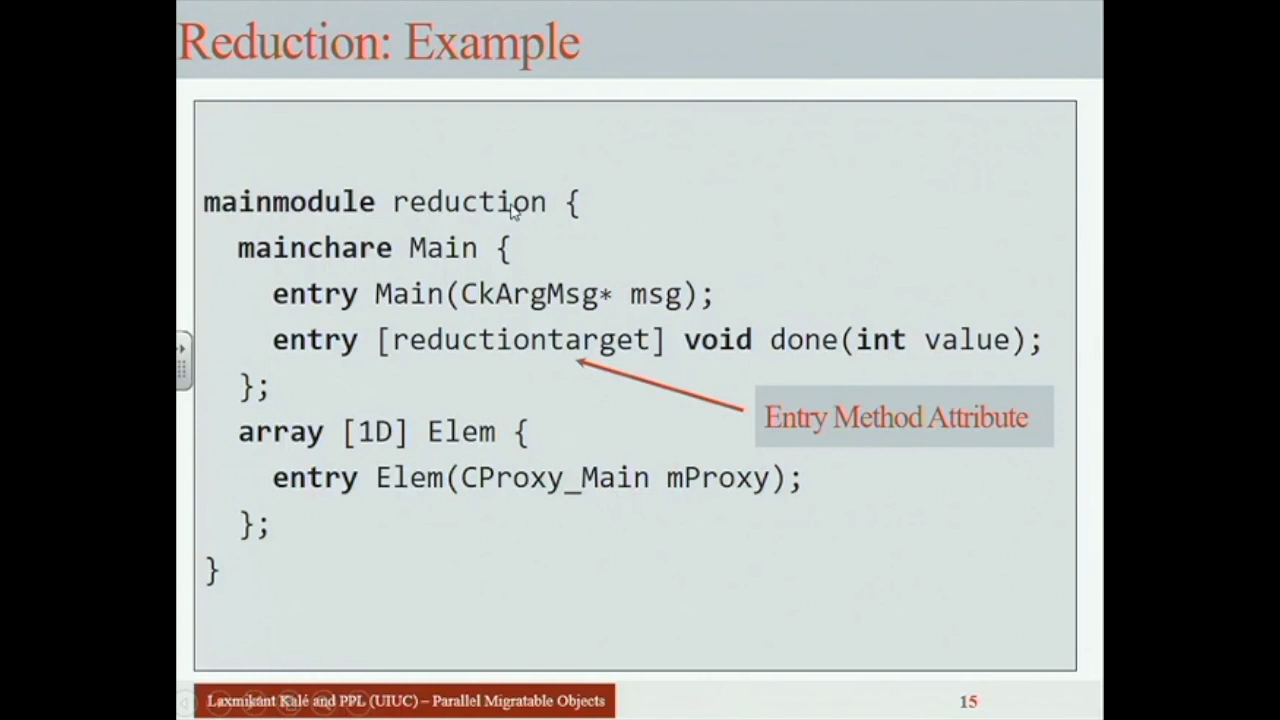 Reduction: Example
mainmodule reduction {
mainchare Main {
entry Main(CkArgMsg* msg);
entry [reductiontarget] void done(int value);
};
Entry Method Attribute
array [1D] Elem {
entry Elem(CProxy_Main mProxy);
};
}
Laxmikant Kalé and PPL (UIUC) – Parallel Migratable Objects
15